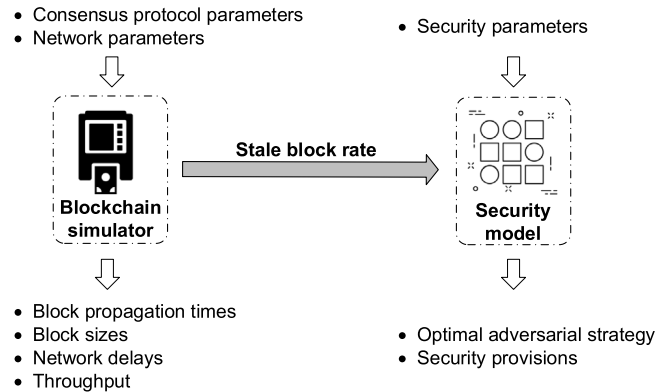 • Consensus protocol parameters
• Network parameters
• Security parameters
Stale block rate
Blockchain
simulator
Security
model
• Block propagation times
• Block sizes
• Network delays
• Throughput
• Optimal adversarial strategy
• Security provisions